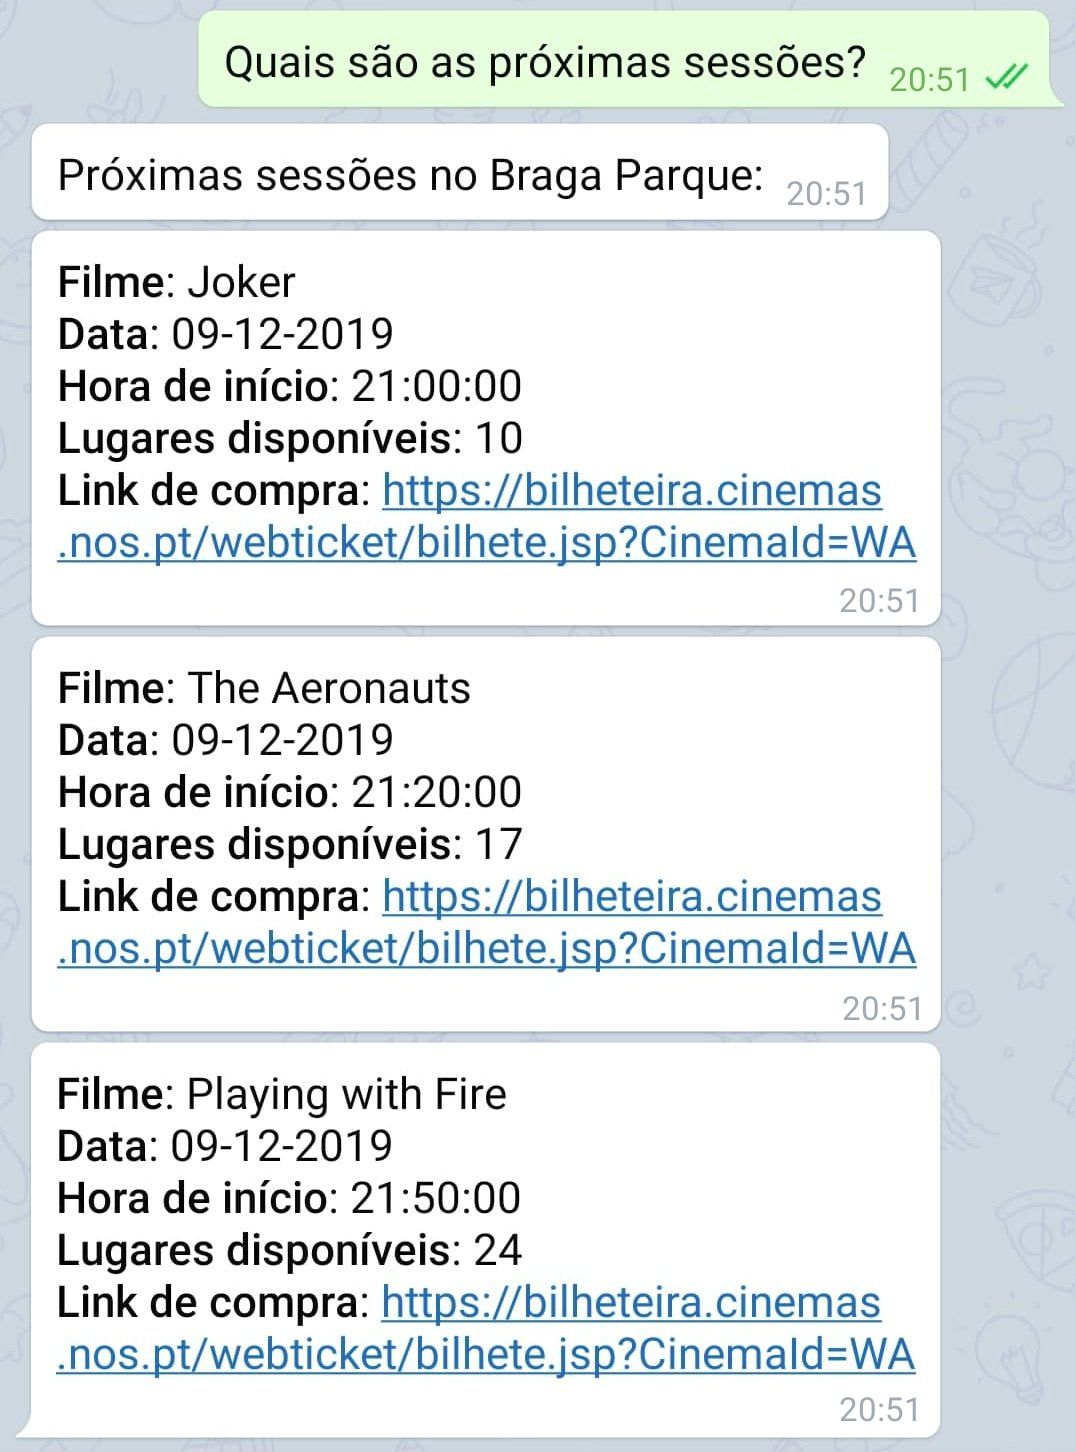 Quais são as próximas sessões? 20:51
Próximas sessões no Braga Parque: 20:51
Filme: Joker
Data: 09-12-2019
Hora de início: 21:00:00
Lugares disponíveis: 10
Link de compra: https://bilheteira.cinemas
.nos.pt/webticket/bilhete.jsp?CinemaId=WA
20:51
Filme: The Aeronauts
Data: 09-12-2019
Hora de início: 21:20:00
Lugares disponíveis: 17
Link de compra: https://bilheteira.cinemas
.nos.pt/webticket/bilhete.jsp?CinemaId=WA
20:51
Filme: Playing with Fire
Data: 09-12-2019
Hora de início: 21:50:00
Lugares disponíveis: 24
Link de compra: https://bilheteira.cinemas
.nos.pt/webticket/bilhete.jsp?CinemaId=WA
20:51